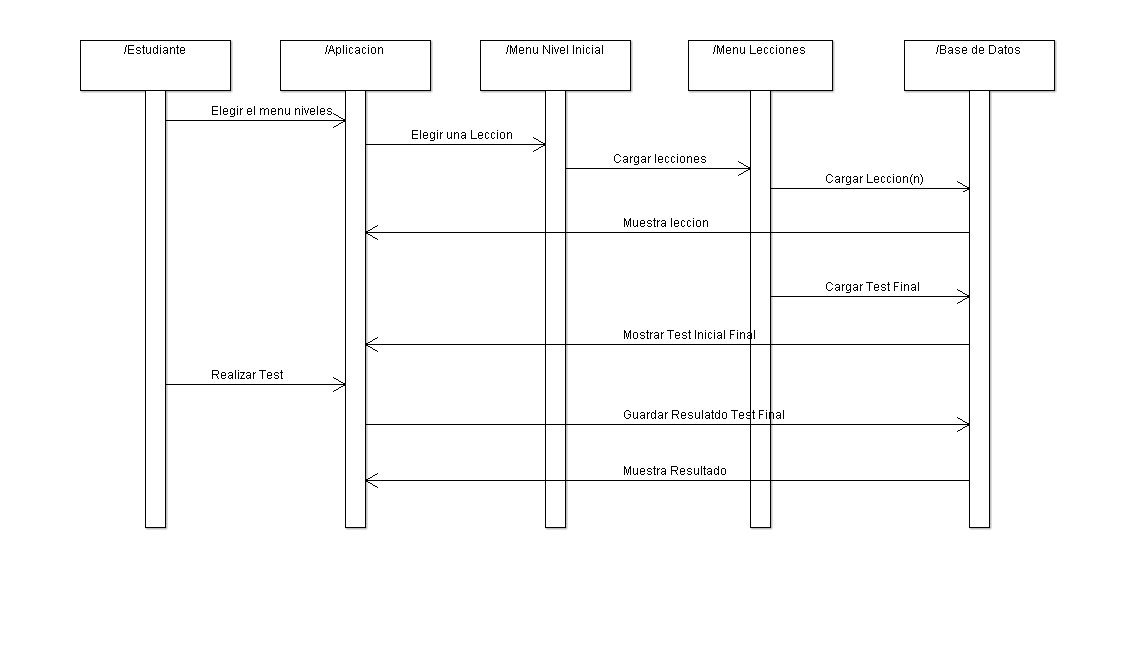 /Estudiante
/Aplicacion
/Menu Nivel Inicial
/Menu Lecciones
/Base de Datos
Elegir el menu niveles
Elegir una Leccion
Cargar lecciones
Cargar Leccion(n)
Muestra leccion
Cargar Test Final
Mostrar Test Inicial Final
Realizar Test
Guardar Resulatdo Test Final
Muestra Resultado